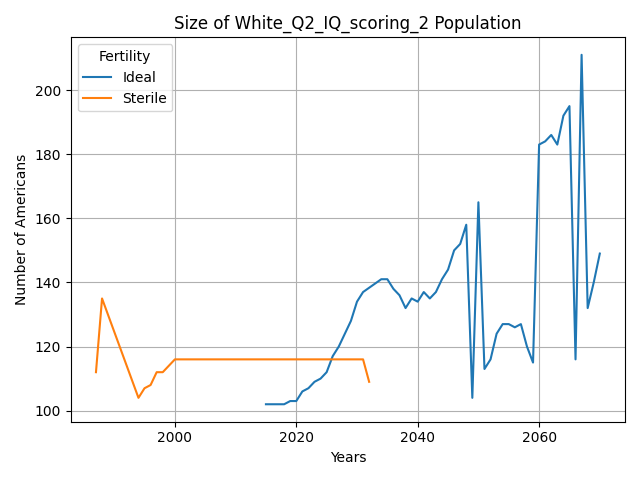 Size of White_Q2_IQ_scoring_2 Population
Fertility
Ideal
Sterile
Number of Americans
200
180
160
140
120
100
2000
2020
2040
2060
Years